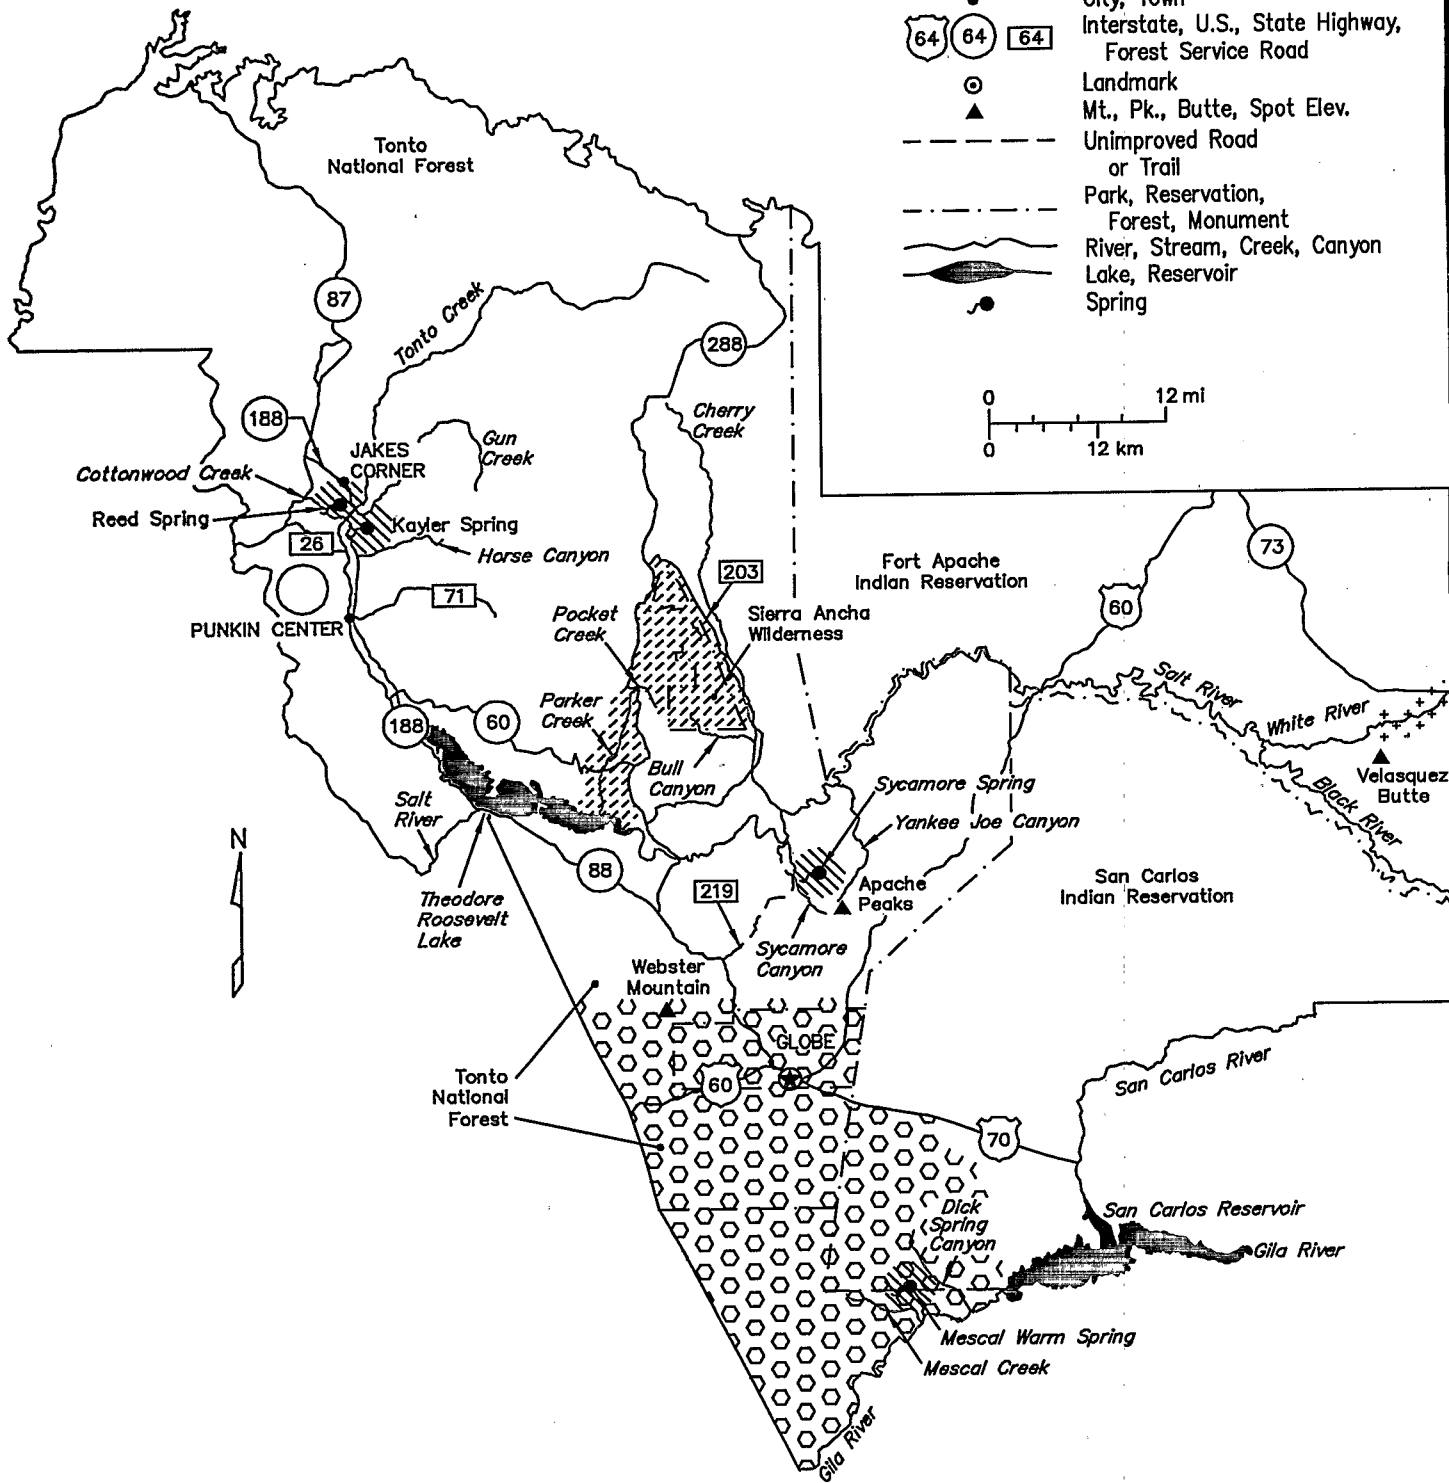 City, Town
64 64 64
Interstate, U.S., State Highway,
Forest Service Road
Landmark
Mt., Pk., Butte, Spot Elev.
Unimproved Road
or Trail
Park, Reservation,
Forest, Monument
River, Stream, Creek, Canyon
Lake, Reservoir
Spring
0 12 mi
0 12 km
Tonto
National Forest
87
Tonto Creek
288
188
Cherry
Creek
Gun
Creek
JAKES
CORNER
Cottonwood Creek
Reed Spring
Kayler Spring
26
Horse Canyon
71
PUNKIN CENTER
203
Pocket
Creek
Sierra Ancha
Wilderness
Fort Apache
Indian Reservation
73
60
Parker
Creek
188
60
Bull
Canyon
Salt River
White River
Velasquez
Butte
Black River
Salt
River
Sycamore Spring
Yankee Joe Canyon
N
88
219
Apache
Peaks
San Carlos
Indian Reservation
Theodore
Roosevelt
Lake
Sycamore
Canyon
Webster
Mountain
GLOBE
60
Tonto
National
Forest
San Carlos River
70
Dick
Spring
Canyon
San Carlos Reservoir
Gila River
Mescal Warm Spring
Mescal Creek
Gila River